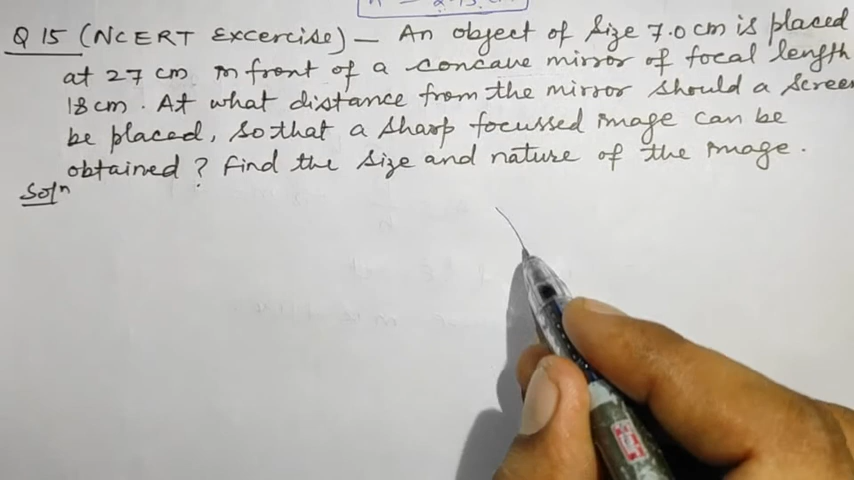 Q 15 (NCERT Excercise) — An object of size 7.0 cm is placed
at 27 cm in front of a concave mirror of focal length
18 cm. At what distance from the mirror should a screen
be placed, so that a sharp focussed image can be
obtained? Find the size and nature of the image.
Solⁿ